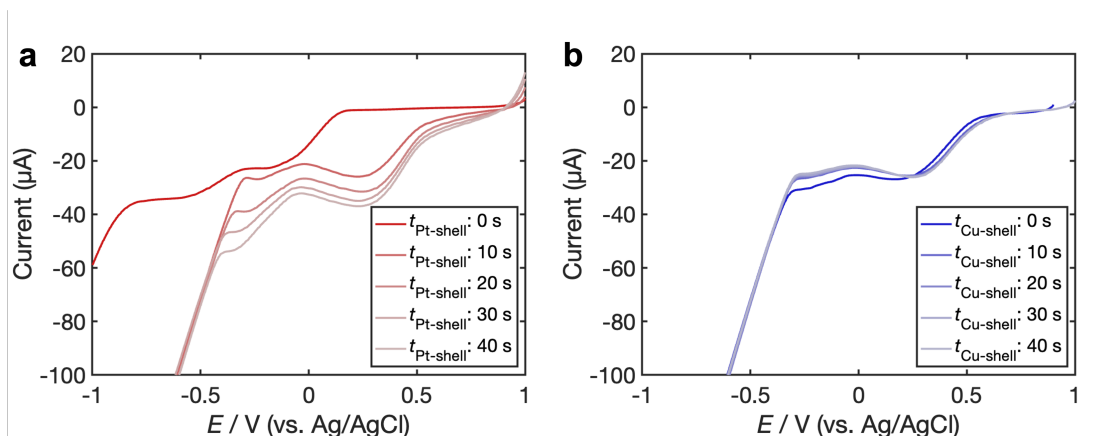 a
20
0
-20
-40
-60
-80
-100
Current (µA)
-1 -0.5 0 0.5 1
E / V (vs. Ag/AgCl)
tPt-shell: 0 s
tPt-shell: 10 s
tPt-shell: 20 s
tPt-shell: 30 s
tPt-shell: 40 s
b
20
0
-20
-40
-60
-80
-100
Current (µA)
-1 -0.5 0 0.5 1
E / V (vs. Ag/AgCl)
tCu-shell: 0 s
tCu-shell: 10 s
tCu-shell: 20 s
tCu-shell: 30 s
tCu-shell: 40 s